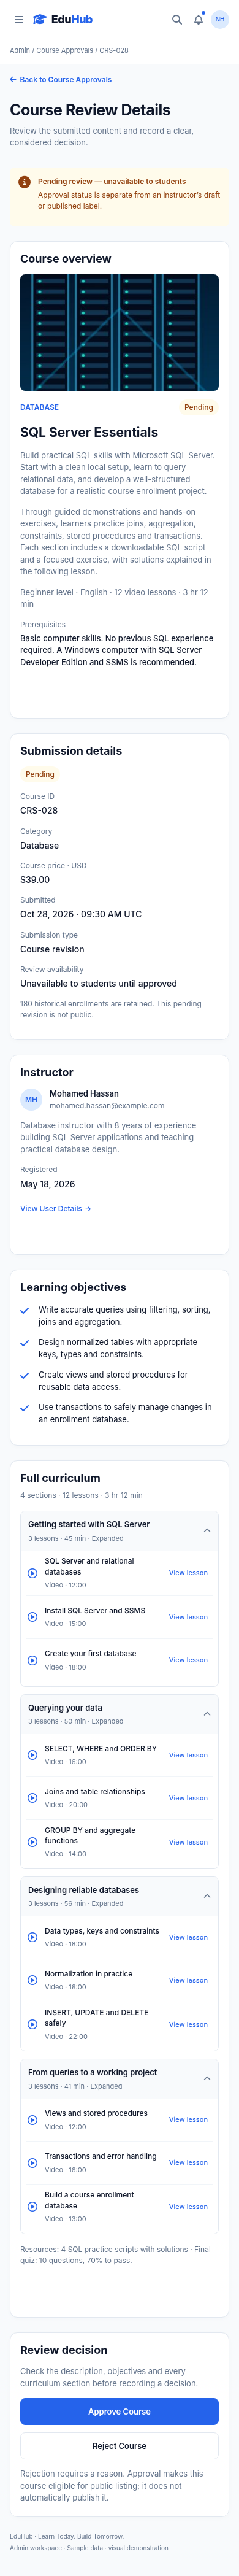 EduHub
NH
Admin / Course Approvals / CRS-028
← Back to Course Approvals
Course Review Details
Review the submitted content and record a clear,
considered decision.
Pending review — unavailable to students
Approval status is separate from an instructor's draft
or published label.
Course overview
DATABASE
Pending
SQL Server Essentials
Build practical SQL skills with Microsoft SQL Server.
Start with a clean local setup, learn to query
relational data, and develop a well-structured
database for a realistic course enrollment project.
Through guided demonstrations and hands-on
exercises, learners practice joins, aggregation,
constraints, stored procedures and transactions.
Each section includes a downloadable SQL script
and a focused exercise, with solutions explained in
the following lesson.
Beginner level · English · 12 video lessons · 3 hr 12
min
Prerequisites
Basic computer skills. No previous SQL experience
required. A Windows computer with SQL Server
Developer Edition and SSMS is recommended.
Submission details
Pending
Course ID
CRS-028
Category
Database
Course price · USD
$39.00
Submitted
Oct 28, 2026 · 09:30 AM UTC
Submission type
Course revision
Review availability
Unavailable to students until approved
180 historical enrollments are retained. This pending
revision is not public.
Instructor
MH
Mohamed Hassan
mohamed.hassan@example.com
Database instructor with 8 years of experience
building SQL Server applications and teaching
practical database design.
Registered
May 18, 2026
View User Details →
Learning objectives
Write accurate queries using filtering, sorting,
joins and aggregation.
Design normalized tables with appropriate
keys, types and constraints.
Create views and stored procedures for
reusable data access.
Use transactions to safely manage changes in
an enrollment database.
Full curriculum
4 sections · 12 lessons · 3 hr 12 min
Getting started with SQL Server
3 lessons · 45 min · Expanded
SQL Server and relational
databases
Video · 12:00
View lesson
Install SQL Server and SSMS
Video · 15:00
View lesson
Create your first database
Video · 18:00
View lesson
Querying your data
3 lessons · 50 min · Expanded
SELECT, WHERE and ORDER BY
Video · 16:00
View lesson
Joins and table relationships
Video · 20:00
View lesson
GROUP BY and aggregate
functions
Video · 14:00
View lesson
Designing reliable databases
3 lessons · 56 min · Expanded
Data types, keys and constraints
Video · 18:00
View lesson
Normalization in practice
Video · 16:00
View lesson
INSERT, UPDATE and DELETE
safely
Video · 22:00
View lesson
From queries to a working project
3 lessons · 41 min · Expanded
Views and stored procedures
Video · 12:00
View lesson
Transactions and error handling
Video · 16:00
View lesson
Build a course enrollment
database
Video · 13:00
View lesson
Resources: 4 SQL practice scripts with solutions · Final
quiz: 10 questions, 70% to pass.
Review decision
Check the description, objectives and every
curriculum section before recording a decision.
Approve Course
Reject Course
Rejection requires a reason. Approval makes this
course eligible for public listing; it does not
automatically publish it.
EduHub · Learn Today. Build Tomorrow.
Admin workspace · Sample data · visual demonstration